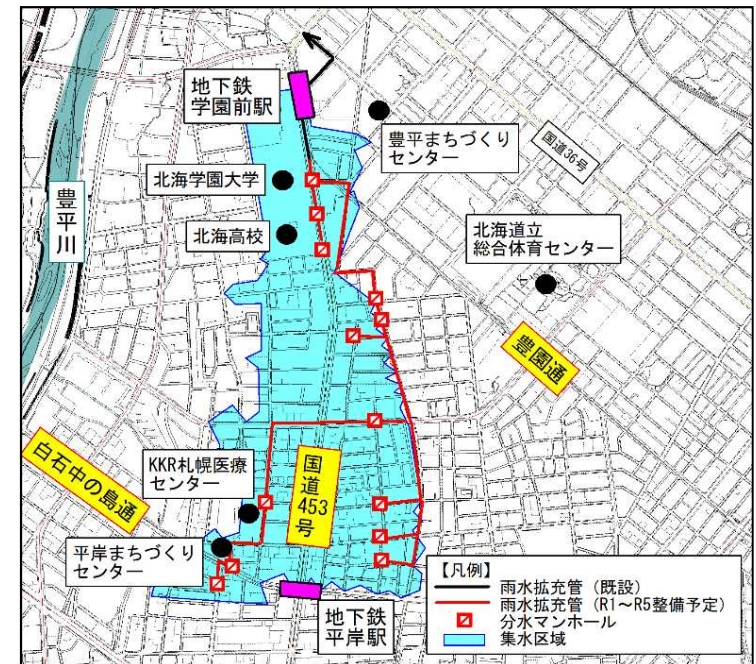 地下鉄
学園前駅
豊平まちづくり
センター
国道36号
北海学園大学
豊平川
北海高校
北海道立
総合体育センター
豊園通
白石中の島通
KKR札幌医療
センター
国道
453
号
平岸まちづくり
センター
地下鉄
平岸駅
【凡例】
雨水拡充管（既設）
雨水拡充管（R1～R5整備予定）
分水マンホール
集水区域